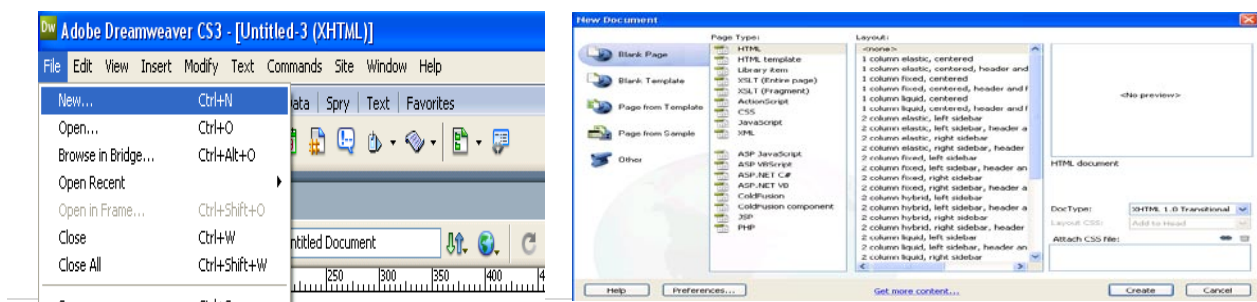 Dw Adobe Dreamweaver CS3 - [Untitled-3 (XHTML)]
File Edit View Insert Modify Text Commands Site Window Help
New... Ctrl+N
Open... Ctrl+O
Browse in Bridge... Ctrl+Alt+O
Open Recent
Open in Frame... Ctrl+Shift+O
Close Ctrl+W
Close All Ctrl+Shift+W
Data Spry Text Favorites
ntitled Document
250 300 350 400
New Document
Blank Page
Blank Template
Page from Template
Page from Sample
Other
Page Type:
HTML
HTML template
Library item
XSLT (Entire page)
XSLT (Fragment)
ActionScript
CSS
JavaScript
XML
ASP JavaScript
ASP VBScript
ASP.NET C#
ASP.NET VB
ColdFusion
ColdFusion component
JSP
PHP
Layout:
<none>
1 column elastic, centered
1 column elastic, centered, header and
1 column fixed, centered
1 column fixed, centered, header and f
1 column liquid, centered
1 column liquid, centered, header and f
2 column elastic, left sidebar
2 column elastic, left sidebar, header a
2 column elastic, right sidebar
2 column elastic, right sidebar, header
2 column fixed, left sidebar
2 column fixed, left sidebar, header an
2 column fixed, right sidebar
2 column fixed, right sidebar, header a
2 column hybrid, left sidebar
2 column hybrid, left sidebar, header a
2 column hybrid, right sidebar
2 column hybrid, right sidebar, header
2 column liquid, left sidebar
2 column liquid, left sidebar, header an
2 column liquid, right sidebar
<No preview>
HTML document
DocType: XHTML 1.0 Transitional
Layout CSS: Add to Head
Attach CSS file:
Help Preferences... Get more content... Create Cancel